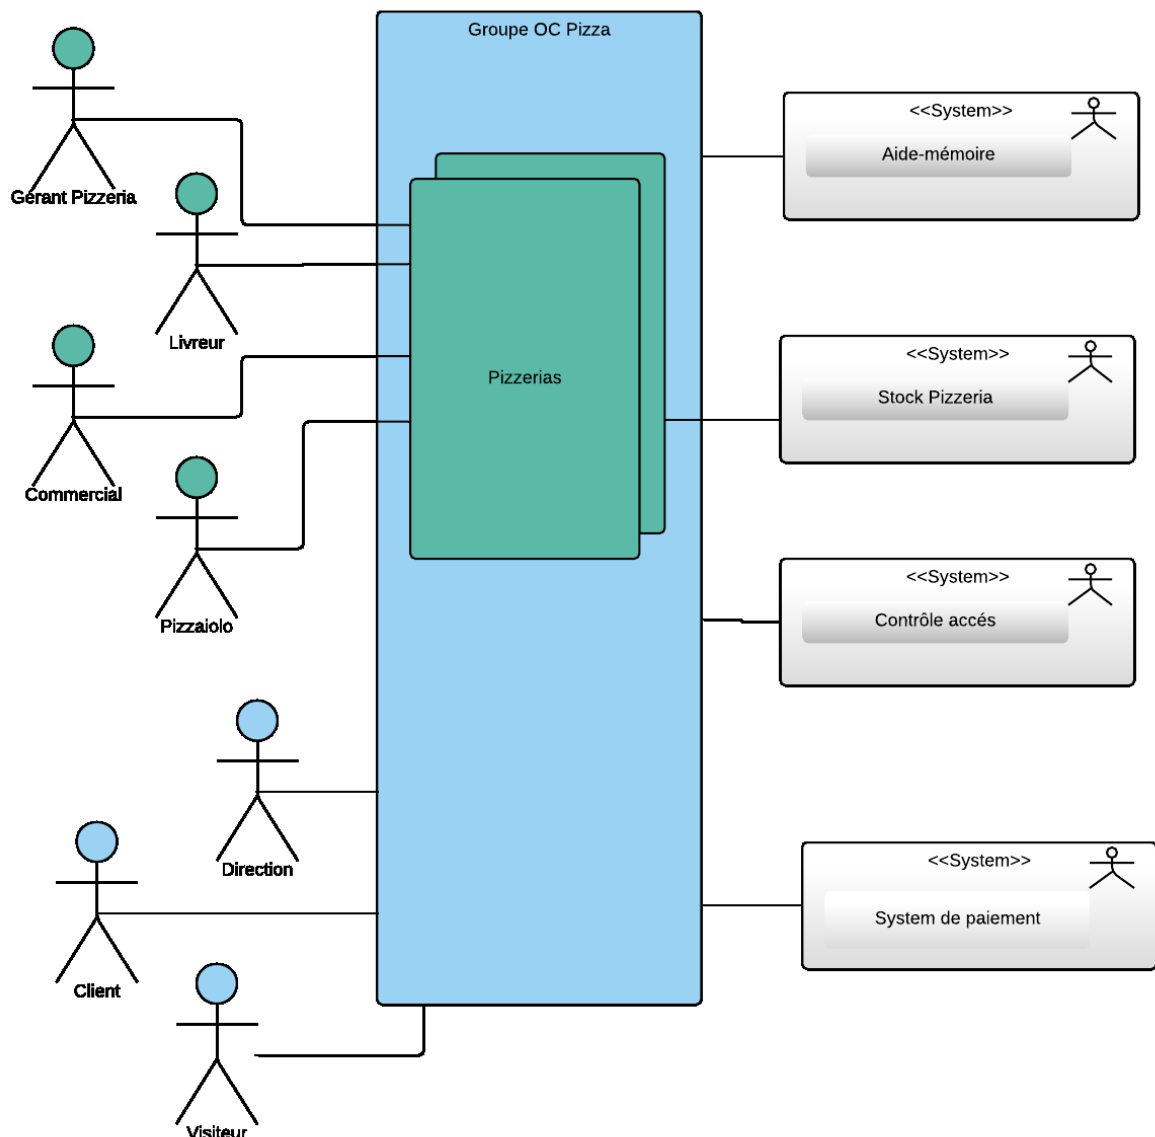 Groupe OC Pizza
Gérant Pizzeria
Livreur
Commercial
Pizzaiolo
Direction
Client
Visiteur
Pizzerias
<<System>>
Aide-mémoire
<<System>>
Stock Pizzeria
<<System>>
Contrôle accés
<<System>>
System de paiement